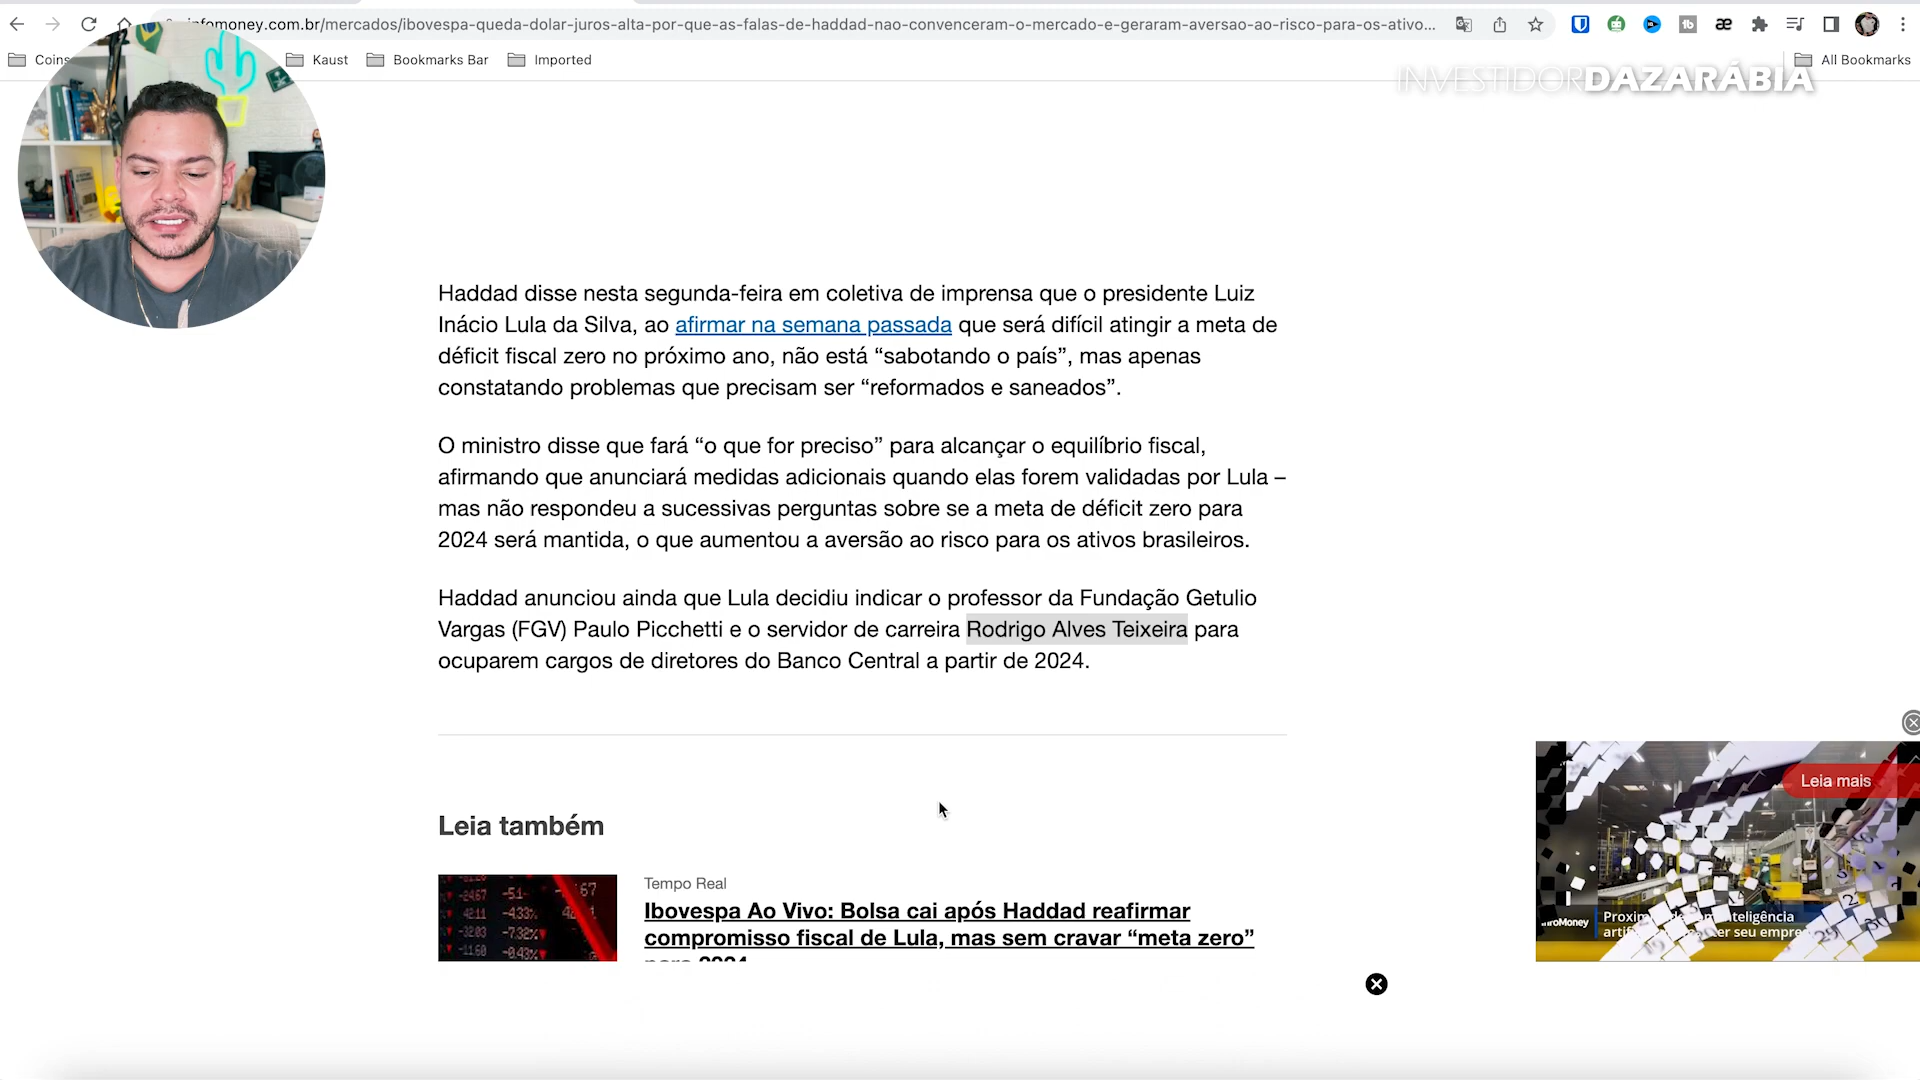 infomoney.com.br/mercados/ibovespa-queda-dolar-juros-alta-por-que-as-falas-de-haddad-nao-convenceram-o-mercado-e-geraram-aversao-ao-risco-para-os-ativo...
Coins
Kaust
Bookmarks Bar
Imported
All Bookmarks
INVESTIDORDAZARÁBIA
Haddad disse nesta segunda-feira em coletiva de imprensa que o presidente Luiz
Inácio Lula da Silva, ao afirmar na semana passada que será difícil atingir a meta de
déficit fiscal zero no próximo ano, não está “sabotando o país”, mas apenas
constatando problemas que precisam ser “reformados e saneados”.
O ministro disse que fará “o que for preciso” para alcançar o equilíbrio fiscal,
afirmando que anunciará medidas adicionais quando elas forem validadas por Lula –
mas não respondeu a sucessivas perguntas sobre se a meta de déficit zero para
2024 será mantida, o que aumentou a aversão ao risco para os ativos brasileiros.
Haddad anunciou ainda que Lula decidiu indicar o professor da Fundação Getulio
Vargas (FGV) Paulo Picchetti e o servidor de carreira Rodrigo Alves Teixeira para
ocuparem cargos de diretores do Banco Central a partir de 2024.
Leia também
Tempo Real
Ibovespa Ao Vivo: Bolsa cai após Haddad reafirmar
compromisso fiscal de Lula, mas sem cravar “meta zero”
para 2024
Leia mais